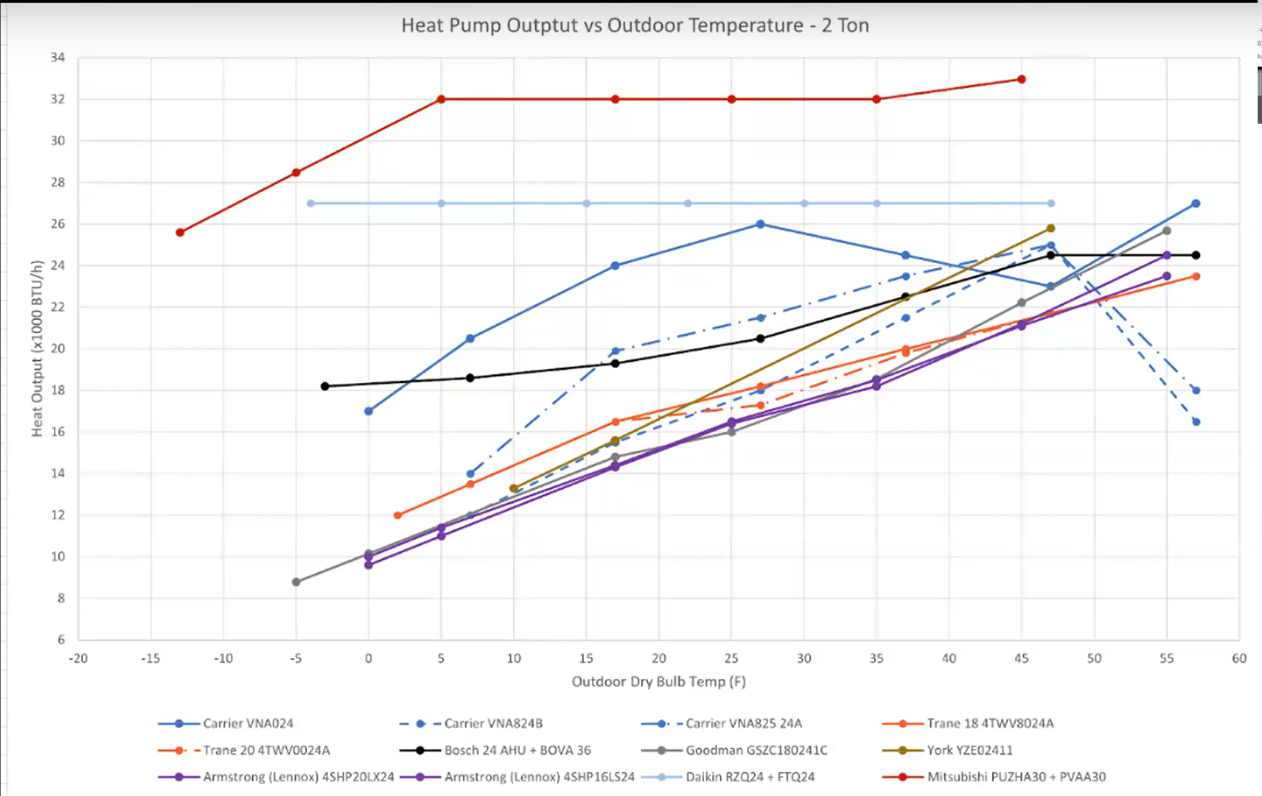 Heat Pump Outptut vs Outdoor Temperature - 2 Ton
34
32
30
28
26
24
22
20
18
16
14
12
10
8
6
Heat Output (x1000 BTU/h)
-20 -15 -10 -5 0 5 10 15 20 25 30 35 40 45 50 55 60
Outdoor Dry Bulb Temp (F)
Carrier VNA024 Carrier VNA824B Carrier VNA825 24A Trane 18 4TWV8024A
Trane 20 4TWV0024A Bosch 24 AHU + BOVA 36 Goodman GSZC180241C York YZE02411
Armstrong (Lennox) 4SHP20LX24 Armstrong (Lennox) 4SHP16LS24 Daikin RZQ24 + FTQ24 Mitsubishi PUZHA30 + PVAA30